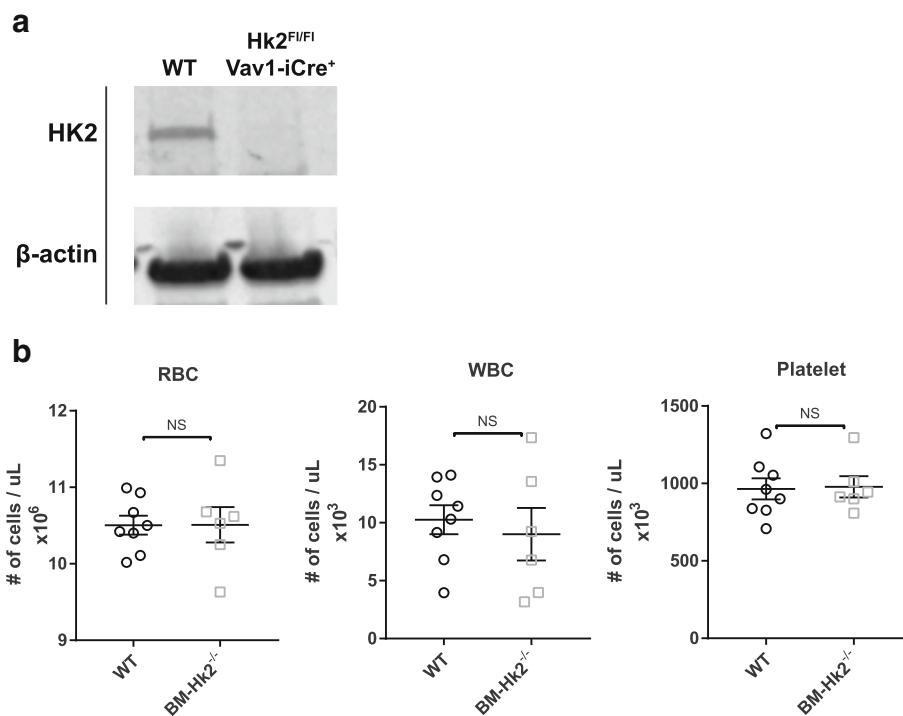 a
WT
Hk2Fl/Fl
Vav1-iCre+
HK2
β-actin
b
RBC
# of cells / uL
x10⁶
12
11
10
9
NS
WT
BM-Hk2-/-
WBC
# of cells / uL
x10³
20
15
10
5
0
NS
WT
BM-Hk2-/-
Platelet
# of cells / uL
x10³
1500
1000
500
0
NS
WT
BM-Hk2-/-